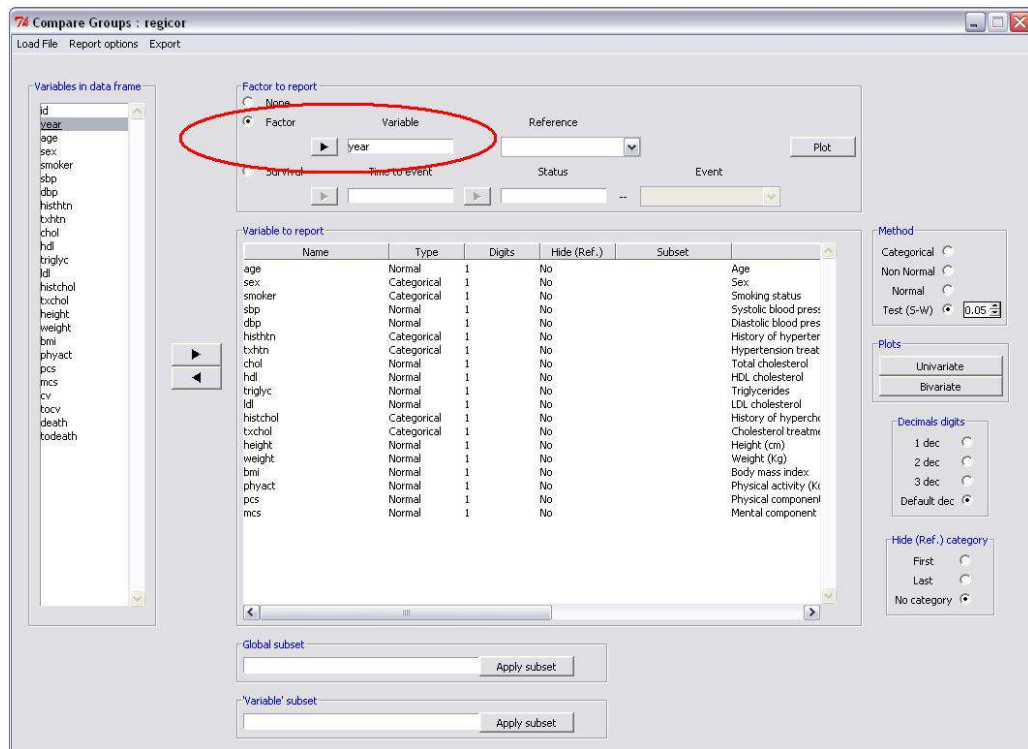 Compare Groups : regicor
Load File Report options Export
Variables in data frame
id
year
age
sex
smoker
sbp
dbp
histhtn
txhtn
chol
hdl
triglyc
ldl
histchol
txchol
height
weight
bmi
phyact
pcs
mcs
cv
tocv
death
todeath
Factor to report
None
Factor Variable Reference
year Plot
Survival Time to event Status Event
--
Variable to report
Name Type Digits Hide (Ref.) Subset
age Normal 1 No Age
sex Categorical 1 No Sex
smoker Categorical 1 No Smoking status
sbp Normal 1 No Systolic blood press
dbp Normal 1 No Diastolic blood pres
histhtn Categorical 1 No History of hyperter
txhtn Categorical 1 No Hypertension treat
chol Normal 1 No Total cholesterol
hdl Normal 1 No HDL cholesterol
triglyc Normal 1 No Triglycerides
ldl Normal 1 No LDL cholesterol
histchol Categorical 1 No History of hyperch
txchol Categorical 1 No Cholesterol treatme
height Normal 1 No Height (cm)
weight Normal 1 No Weight (Kg)
bmi Normal 1 No Body mass index
phyact Normal 1 No Physical activity (Kc
pcs Normal 1 No Physical component
mcs Normal 1 No Mental component
Method
Categorical
Non Normal
Normal
Test (S-W) 0.05
Plots
Univariate
Bivariate
Decimals digits
1 dec
2 dec
3 dec
Default dec
Hide (Ref.) category
First
Last
No category
Global subset
Apply subset
'Variable' subset
Apply subset